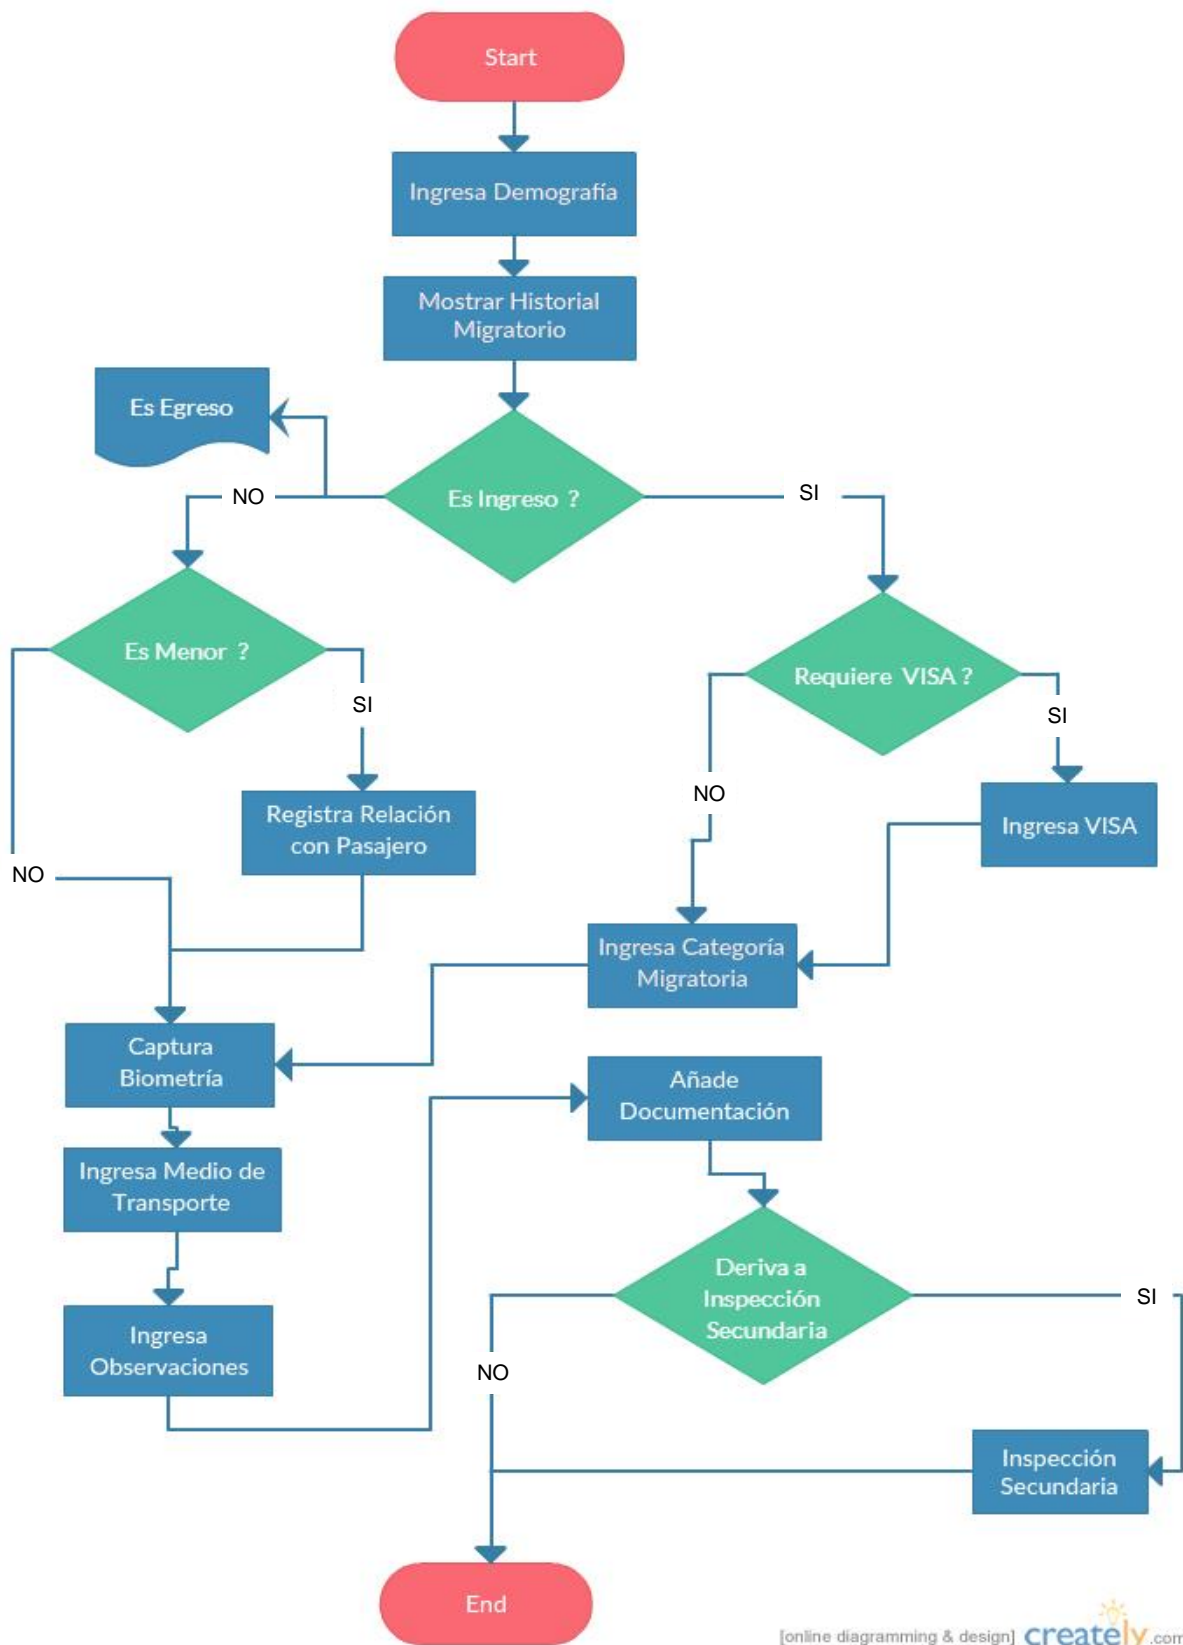 Start
Ingresa Demografía
Mostrar Historial
Migratorio
Es Egreso
Es Ingreso ?
NO
SI
Es Menor ?
Requiere VISA ?
SI
SI
NO
Registra Relación
con Pasajero
Ingresa VISA
NO
Ingresa Categoría
Migratoria
Captura
Biometría
Añade
Documentación
Ingresa Medio de
Transporte
Deriva a
Inspección
Secundaria
SI
Ingresa
Observaciones
NO
Inspección
Secundaria
End
[online diagramming & design] creately.com